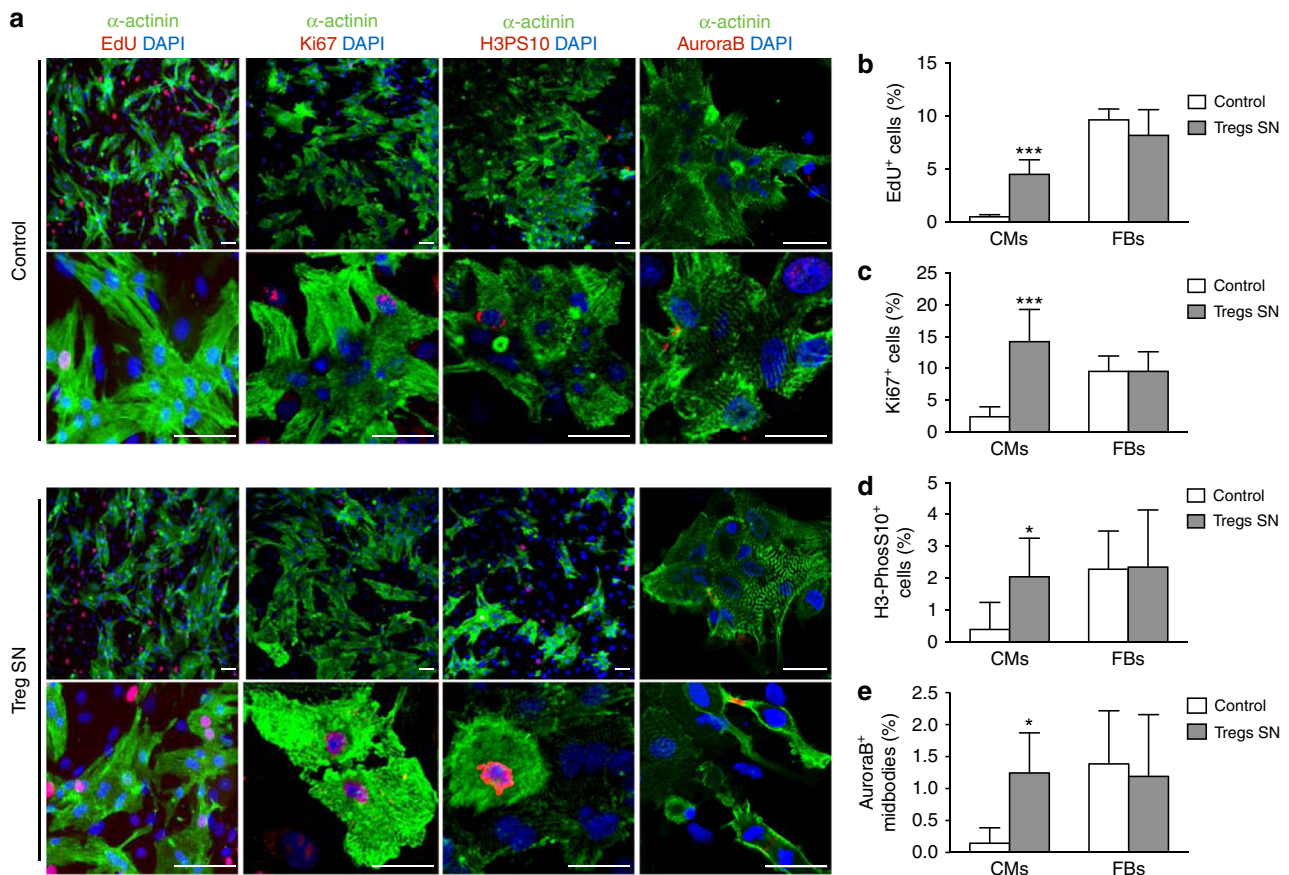 a
α-actinin
EdU DAPI
α-actinin
Ki67 DAPI
α-actinin
H3PS10 DAPI
α-actinin
AuroraB DAPI
Control
Treg SN
b
15
10
5
0
EdU⁺ cells (%)
***
CMs
FBs
Control
Tregs SN
c
25
20
15
10
5
0
Ki67⁺ cells (%)
***
CMs
FBs
Control
Tregs SN
d
5
4
3
2
1
0
H3-PhosS10⁺
cells (%)
*
CMs
FBs
Control
Tregs SN
e
2.5
2.0
1.5
1.0
0.5
0.0
AuroraB⁺
midbodies (%)
*
CMs
FBs
Control
Tregs SN